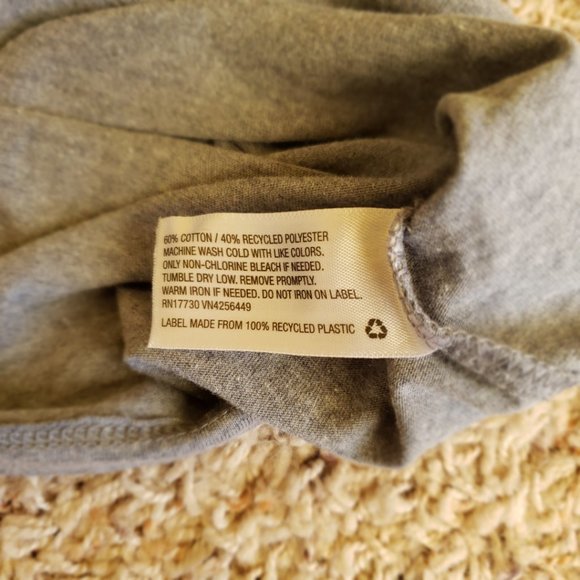 60% COTTON / 40% RECYCLED POLYESTER
MACHINE WASH COLD WITH LIKE COLORS.
ONLY NON-CHLORINE BLEACH IF NEEDED.
TUMBLE DRY LOW. REMOVE PROMPTLY.
WARM IRON IF NEEDED. DO NOT IRON ON LABEL.
RN17730 VN4256449
LABEL MADE FROM 100% RECYCLED PLASTIC